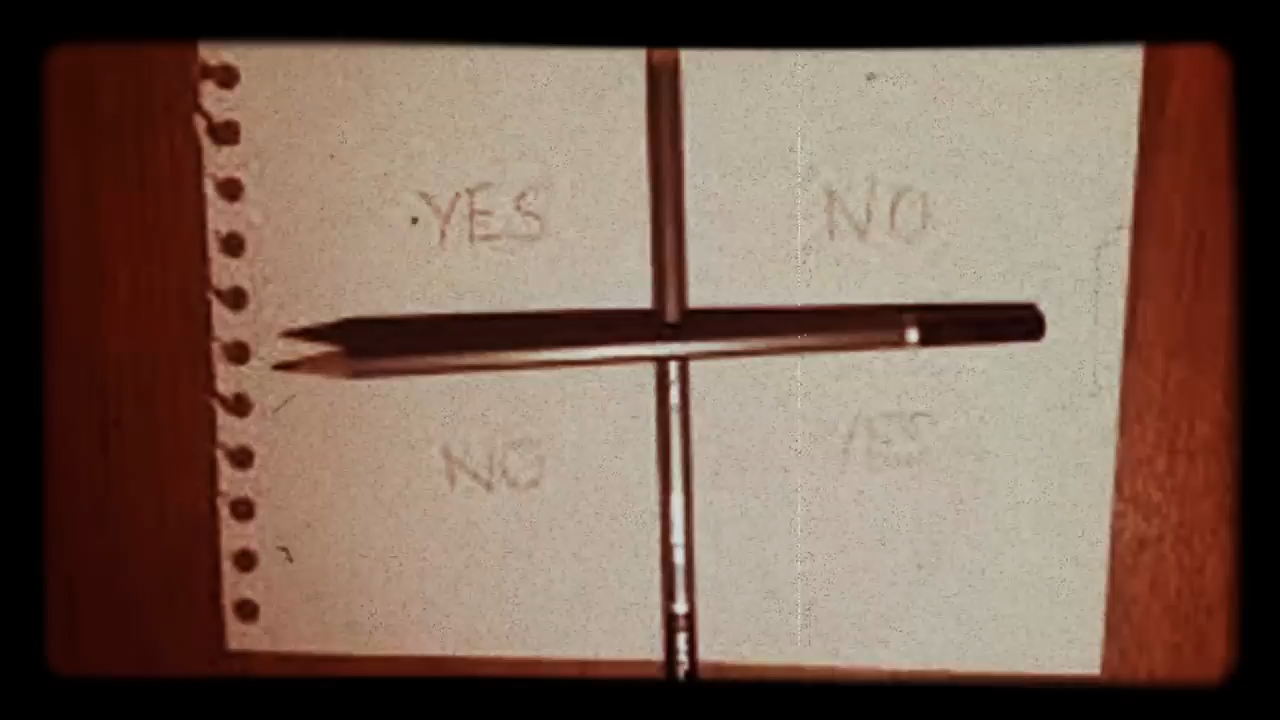 YES NO
NO YES